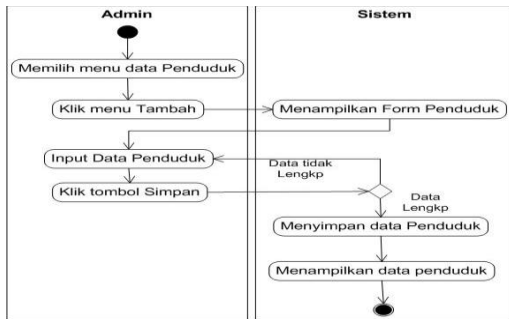 Admin
Sistem
Memilih menu data Penduduk
Klik menu Tambah
Menampilkan Form Penduduk
Input Data Penduduk
Data tidak
Lengkp
Klik tombol Simpan
Data
Lengkp
Menyimpan data Penduduk
Menampilkan data penduduk